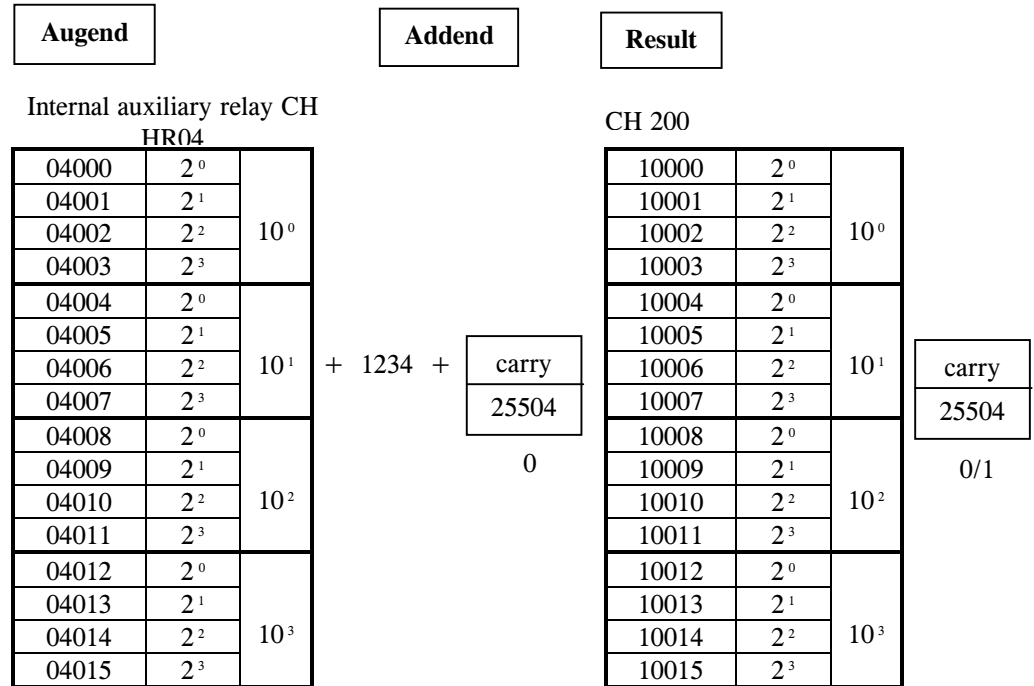 Augend Addend Result
Internal auxiliary relay CH
HR04
CH 200
04000 2⁰ 10000 2⁰
04001 2¹ 10001 2¹
04002 2² 10⁰ 10002 2² 10⁰
04003 2³ 10003 2³
04004 2⁰ 10004 2⁰
04005 2¹ 10005 2¹
04006 2² 10¹ + 1234 + carry 10006 2² 10¹ carry
04007 2³ 25504 10007 2³ 25504
04008 2⁰ 10008 2⁰
04009 2¹ 0 10009 2¹ 0/1
04010 2² 10² 10010 2² 10²
04011 2³ 10011 2³
04012 2⁰ 10012 2⁰
04013 2¹ 10013 2¹
04014 2² 10³ 10014 2² 10³
04015 2³ 10015 2³